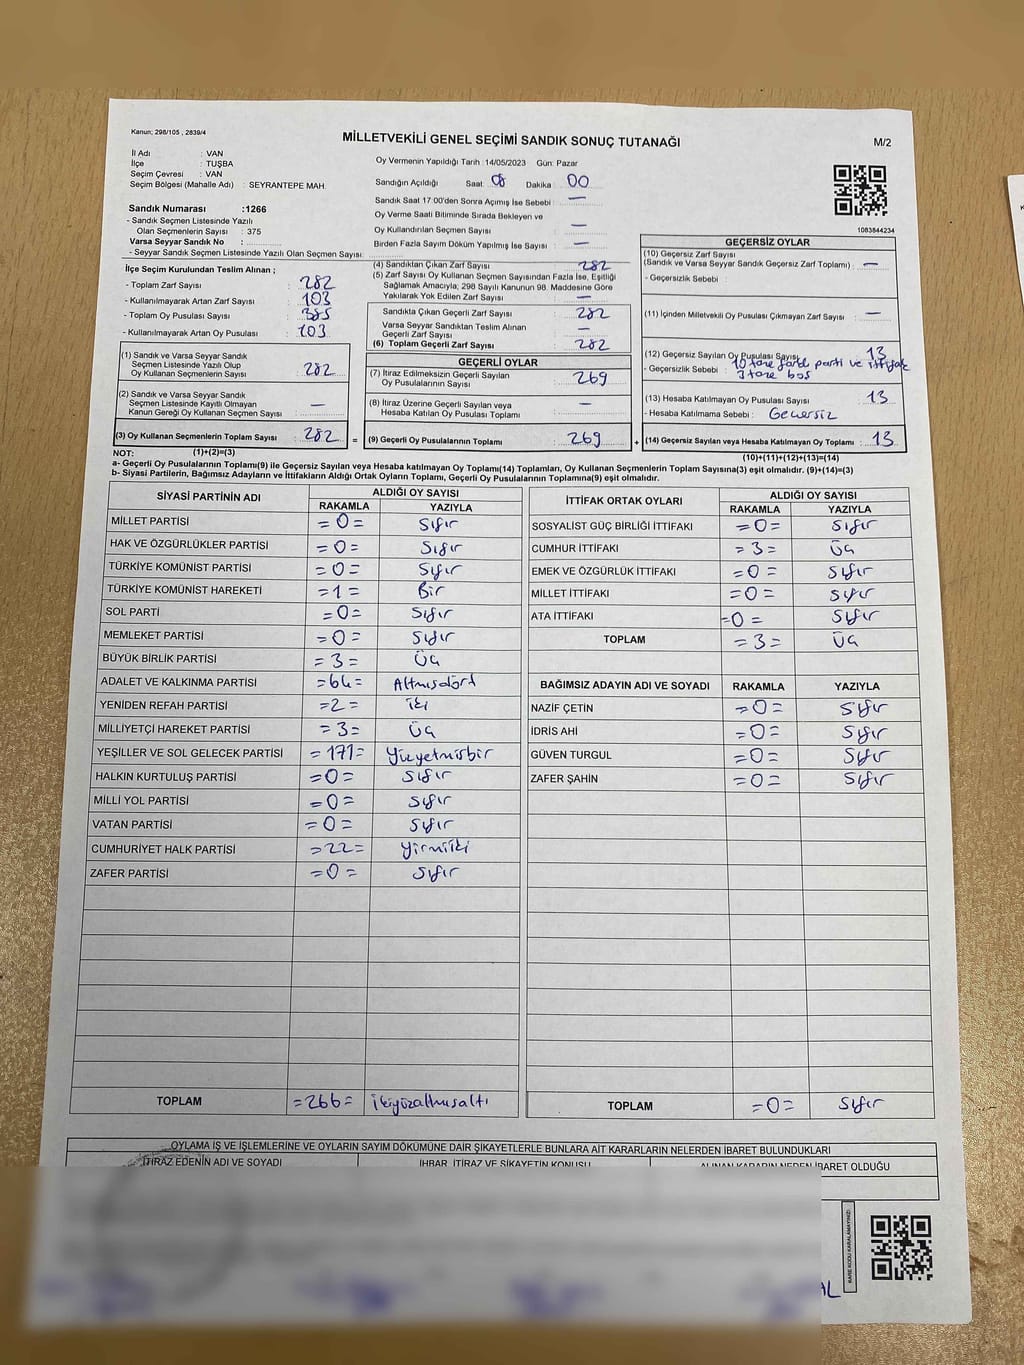 Kanun; 298/105 , 2839/4
MİLLETVEKİLİ GENEL SEÇİMİ SANDIK SONUÇ TUTANAĞI
M/2
İl Adı : VAN
İlçe : TUŞBA
Seçim Çevresi : VAN
Seçim Bölgesi (Mahalle Adı) : SEYRANTEPE MAH.
Oy Vermenin Yapıldığı Tarih :14/05/2023 Gün: Pazar
Sandığın Açıldığı Saat: 08 Dakika : 00
Sandık Saat 17:00'den Sonra Açımış İse Sebebi : —
Oy Verme Saati Bitiminde Sırada Bekleyen ve
Oy Kullandırılan Seçmen Sayısı : —
Birden Fazla Sayım Döküm Yapılmış İse Sayısı : —
1083844234
Sandık Numarası :1266
- Sandık Seçmen Listesinde Yazılı
Olan Seçmenlerin Sayısı : 375
Varsa Seyyar Sandık No :
- Seyyar Sandık Seçmen Listesinde Yazılı Olan Seçmen Sayısı
İlçe Seçim Kurulundan Teslim Alınan ;
- Toplam Zarf Sayısı : 282
- Kullanılmayarak Artan Zarf Sayısı : 103
- Toplam Oy Pusulası : 385
- Kullanılmayarak Artan Oy Pusulası : 103
(1) Sandık ve Varsa Seyyar Sandık
Seçmen Listesinde Yazılı Olup
Oy Kullanan Seçmenlerin Sayısı : 282
(2) Sandık ve Varsa Seyyar Sandık
Seçmen Listesinde Kayıtlı Olmayan
Kanun Gereği Oy Kullanan Seçmen Sayısı : —
(3) Oy Kullanan Seçmenlerin Toplam Sayısı : 282
(4) Sandıktan Çıkan Zarf Sayısı : 282
(5) Zarf Sayısı Oy Kullanan Seçmen Sayısından Fazla İse, Eşitliği
Sağlamak Amacıyla; 298 Sayılı Kanunun 98. Maddesine Göre
Yakılarak Yok Edilen Zarf Sayısı : —
Sandıkta Çıkan Geçerli Zarf Sayısı : 282
Varsa Seyyar Sandıktan Teslim Alınan
Geçerli Zarf Sayısı : —
(6) Toplam Geçerli Zarf Sayısı : 282
GEÇERLİ OYLAR
(7) İtiraz Edilmeksizin Geçerli Sayılan
Oy Pusulalarının Sayısı : 269
(8) İtiraz Üzerine Geçerli Sayılan veya
Hesaba Katılan Oy Pusulası Toplamı : —
= (9) Geçerli Oy Pusulalarının Toplamı : 269
GEÇERSİZ OYLAR
(10) Geçersiz Zarf Sayısı
(Sandık ve Varsa Seyyar Sandık Geçersiz Zarf Toplamı) : —
- Geçersizlik Sebebi :
(11) İçinden Milletvekili Oy Pusulası Çıkmayan Zarf Sayısı : —
(12) Geçersiz Sayılan Oy Pusulası Sayısı : 13
- Geçersizlik Sebebi : 10 tane farklı parti ve ittifak
3 tane boş
(13) Hesaba Katılmayan Oy Pusulası Sayısı : 13
- Hesaba Katılmama Sebebi : Geçersiz
+ (14) Geçersiz Sayılan veya Hesaba Katılmayan Oy Toplamı : 13
NOT: (1)+(2)=(3)
(10)+(11)+(12)+(13)=(14)
a- Geçerli Oy Pusulalarının Toplamı(9) ile Geçersiz Sayılan veya Hesaba katılmayan Oy Toplamı(14) Toplamları, Oy Kullanan Seçmenlerin Toplam Sayısına(3) eşit olmalıdır. (9)+(14)=(3)
b- Siyasi Partilerin, Bağımsız Adayların ve İttifakların Aldığı Ortak Oyların Toplamı, Geçerli Oy Pusulalarının Toplamına(9) eşit olmalıdır.
SİYASİ PARTİNİN ADI ALDIĞI OY SAYISI
RAKAMLA YAZIYLA
MİLLET PARTİSİ =0= Sıfır
HAK VE ÖZGÜRLÜKLER PARTİSİ =0= Sıfır
TÜRKİYE KOMÜNİST PARTİSİ =0= Sıfır
TÜRKİYE KOMÜNİST HAREKETİ =1= Bir
SOL PARTİ =0= Sıfır
MEMLEKET PARTİSİ =0= Sıfır
BÜYÜK BİRLİK PARTİSİ =3= Üç
ADALET VE KALKINMA PARTİSİ =64= Altmışdört
YENİDEN REFAH PARTİSİ =2= İki
MİLLİYETÇİ HAREKET PARTİSİ =3= Üç
YEŞİLLER VE SOL GELECEK PARTİSİ =171= Yüzyetmişbir
HALKIN KURTULUŞ PARTİSİ =0= Sıfır
MİLLİ YOL PARTİSİ =0= Sıfır
VATAN PARTİSİ =0= Sıfır
CUMHURİYET HALK PARTİSİ =22= Yirmiiki
ZAFER PARTİSİ =0= Sıfır
TOPLAM =266= İkiyüzaltmışaltı
İTTİFAK ORTAK OYLARI ALDIĞI OY SAYISI
RAKAMLA YAZIYLA
SOSYALİST GÜÇ BİRLİĞİ İTTİFAKI =0= Sıfır
CUMHUR İTTİFAKI =3= Üç
EMEK VE ÖZGÜRLÜK İTTİFAKI =0= Sıfır
MİLLET İTTİFAKI =0= Sıfır
ATA İTTİFAKI =0= Sıfır
TOPLAM =3= Üç
BAĞIMSIZ ADAYIN ADI VE SOYADI RAKAMLA YAZIYLA
NAZİF ÇETİN =0= Sıfır
İDRİS AHİ =0= Sıfır
GÜVEN TURGUL =0= Sıfır
ZAFER ŞAHİN =0= Sıfır
TOPLAM =0= Sıfır
OYLAMA İŞ VE İŞLEMLERİNE VE OYLARIN SAYIM DÖKÜMÜNE DAİR ŞİKAYETLERLE BUNLARA AİT KARARLARIN NELERDEN İBARET BULUNDUKLARI
İTİRAZ EDENİN ADI VE SOYADI İHBAR, İTİRAZ VE ŞİKAYETİN KONUSU ALINAN KARARIN NEDEN İBARET OLDUĞU
KARE KODU KARALAMAYINIZ!